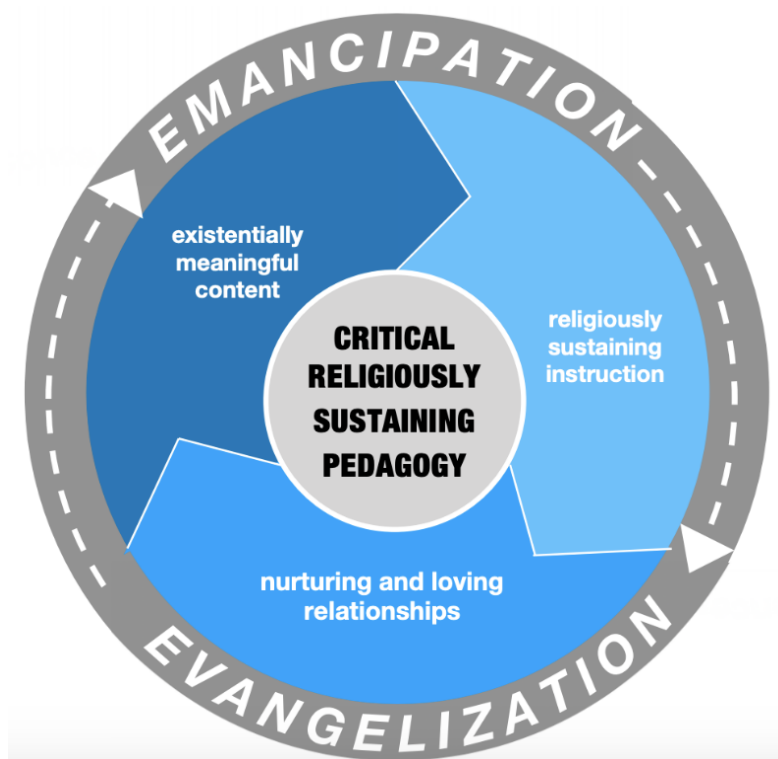 EMANCIPATION
existentially
meaningful
content
religiously
sustaining
instruction
CRITICAL
RELIGIOUSLY
SUSTAINING
PEDAGOGY
nurturing and loving
relationships
EVANGELIZATION